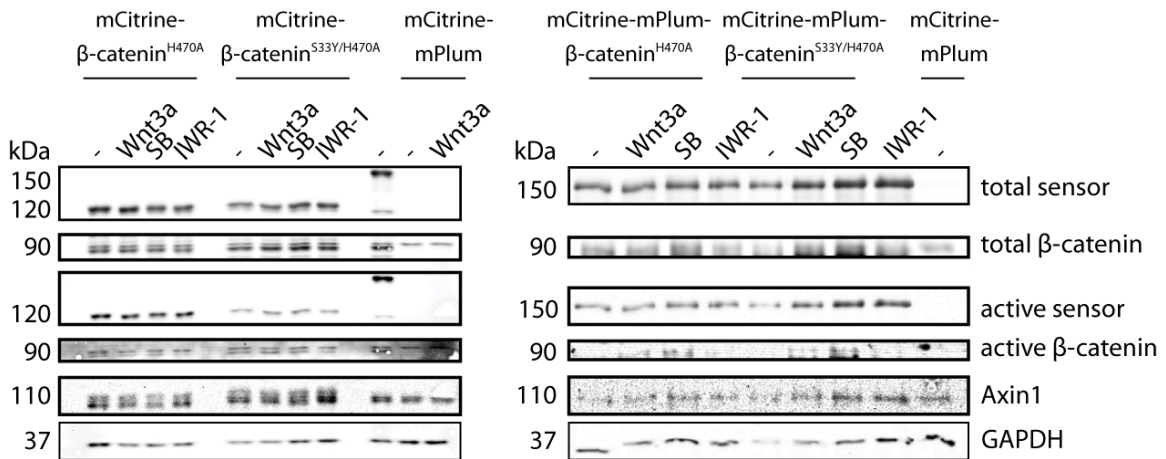 mCitrine-
β-catenin^H470A
mCitrine-
β-catenin^S33Y/H470A
mCitrine-
mPlum
kDa
- Wnt3a SB IWR-1 - Wnt3a SB IWR-1 - - Wnt3a
150
120
90
120
90
110
37
mCitrine-mPlum-
β-catenin^H470A
mCitrine-mPlum-
β-catenin^S33Y/H470A
mCitrine-
mPlum
kDa
- Wnt3a SB IWR-1 - Wnt3a SB IWR-1 -
150 total sensor
90 total β-catenin
150 active sensor
90 active β-catenin
110 Axin1
37 GAPDH